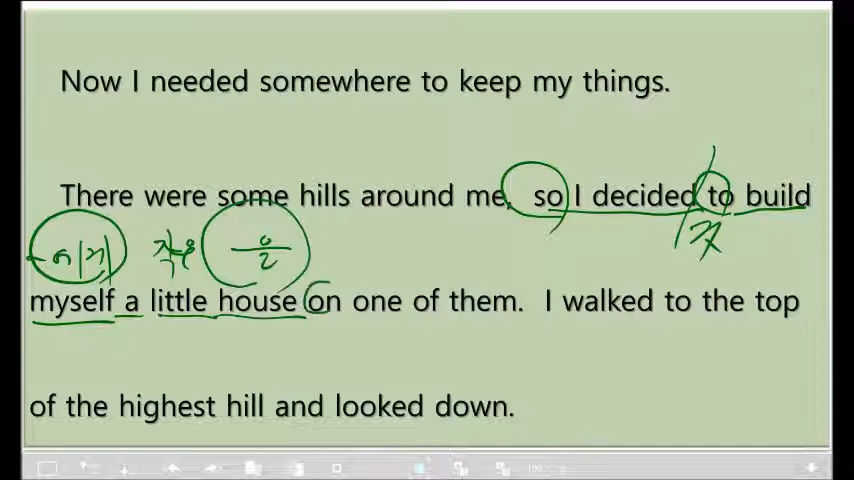 Now I needed somewhere to keep my things.
There were some hills around me, so I decided to build
myself a little house on one of them. I walked to the top
of the highest hill and looked down.